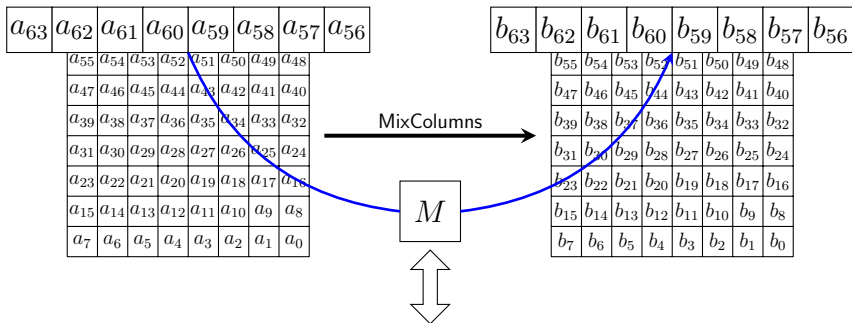 a63 a62 a61 a60 a59 a58 a57 a56
a55 a54 a53 a52 a51 a50 a49 a48
a47 a46 a45 a44 a43 a42 a41 a40
a39 a38 a37 a36 a35 a34 a33 a32
a31 a30 a29 a28 a27 a26 a25 a24
a23 a22 a21 a20 a19 a18 a17 a16
a15 a14 a13 a12 a11 a10 a9 a8
a7 a6 a5 a4 a3 a2 a1 a0
MixColumns
M
b63 b62 b61 b60 b59 b58 b57 b56
b55 b54 b53 b52 b51 b50 b49 b48
b47 b46 b45 b44 b43 b42 b41 b40
b39 b38 b37 b36 b35 b34 b33 b32
b31 b30 b29 b28 b27 b26 b25 b24
b23 b22 b21 b20 b19 b18 b17 b16
b15 b14 b13 b12 b11 b10 b9 b8
b7 b6 b5 b4 b3 b2 b1 b0